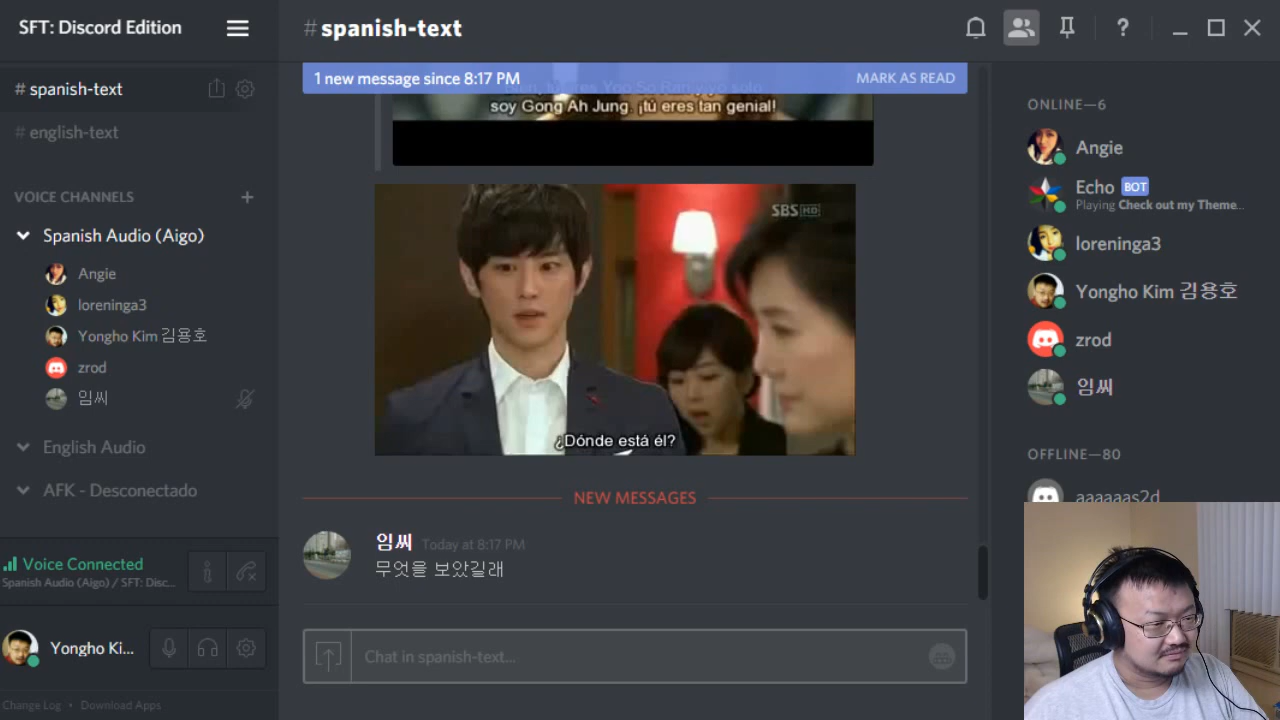 SFT: Discord Edition
# spanish-text
# english-text
VOICE CHANNELS
Spanish Audio (Aigo)
Angie
loreninga3
Yongho Kim 김용호
zrod
임씨
English Audio
AFK - Desconectado
Voice Connected
Spanish Audio (Aigo) / SFT: Disc...
Yongho Ki...
Change Log • Download Apps
# spanish-text
1 new message since 8:17 PM
MARK AS READ
soy Gong Ah Jung. ¡tú eres tan genial!
SBS HD
¿Dónde está él?
NEW MESSAGES
임씨 Today at 8:17 PM
무엇을 보았길래
Chat in spanish-text...
ONLINE—6
Angie
Echo BOT
Playing Check out my Theme...
loreninga3
Yongho Kim 김용호
zrod
임씨
OFFLINE—80
aaaaaas2d